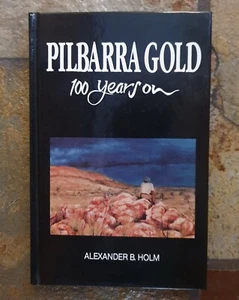 PILBARRA GOLD
100 years on
ALEXANDER B. HOLM